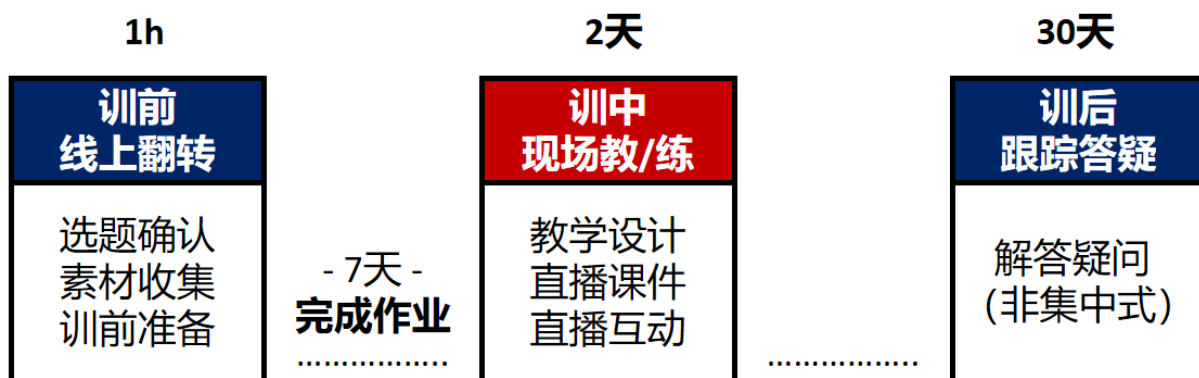 1h
2天
30天
训前
线上翻转
训中
现场教/练
训后
跟踪答疑
选题确认
素材收集
训前准备
- 7天 -
完成作业
................
教学设计
直播课件
直播互动
................
解答疑问
（非集中式）